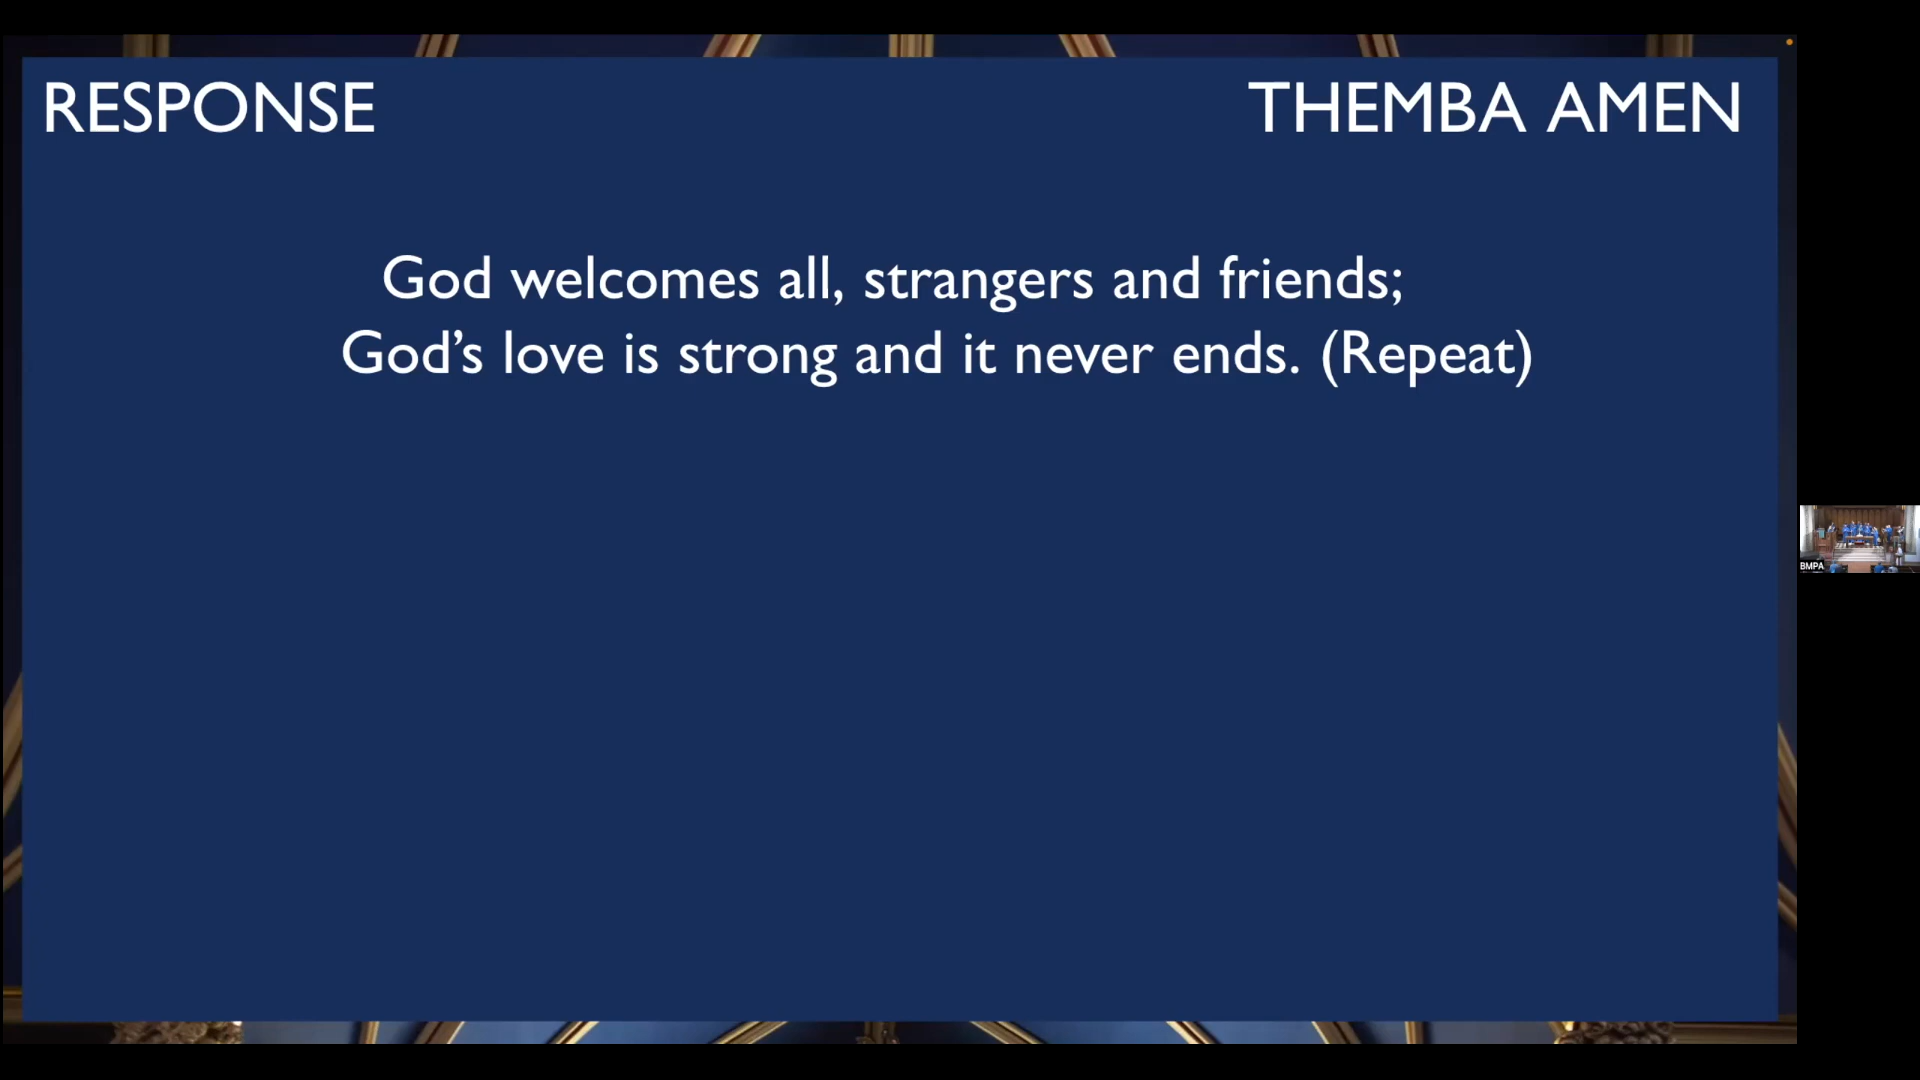 RESPONSE THEMBA AMEN
God welcomes all, strangers and friends;
God’s love is strong and it never ends. (Repeat)
BMPA